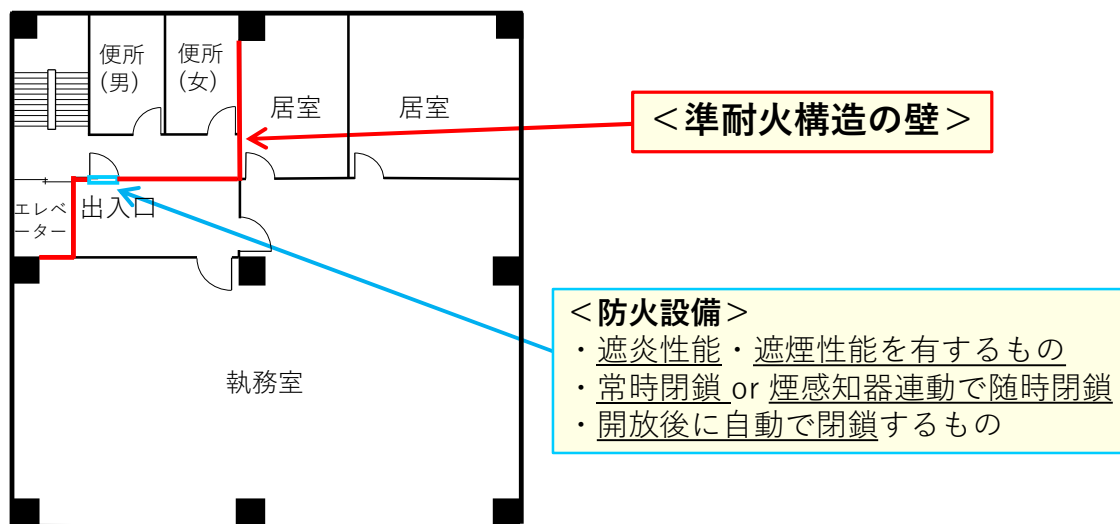 便所
(男)
便所
(女)
居室
居室
＜準耐火構造の壁＞
エレベ
ーター
出入口
＜防火設備＞
・遮炎性能・遮煙性能を有するもの
・常時閉鎖 or 煙感知器連動で随時閉鎖
・開放後に自動で閉鎖するもの
執務室